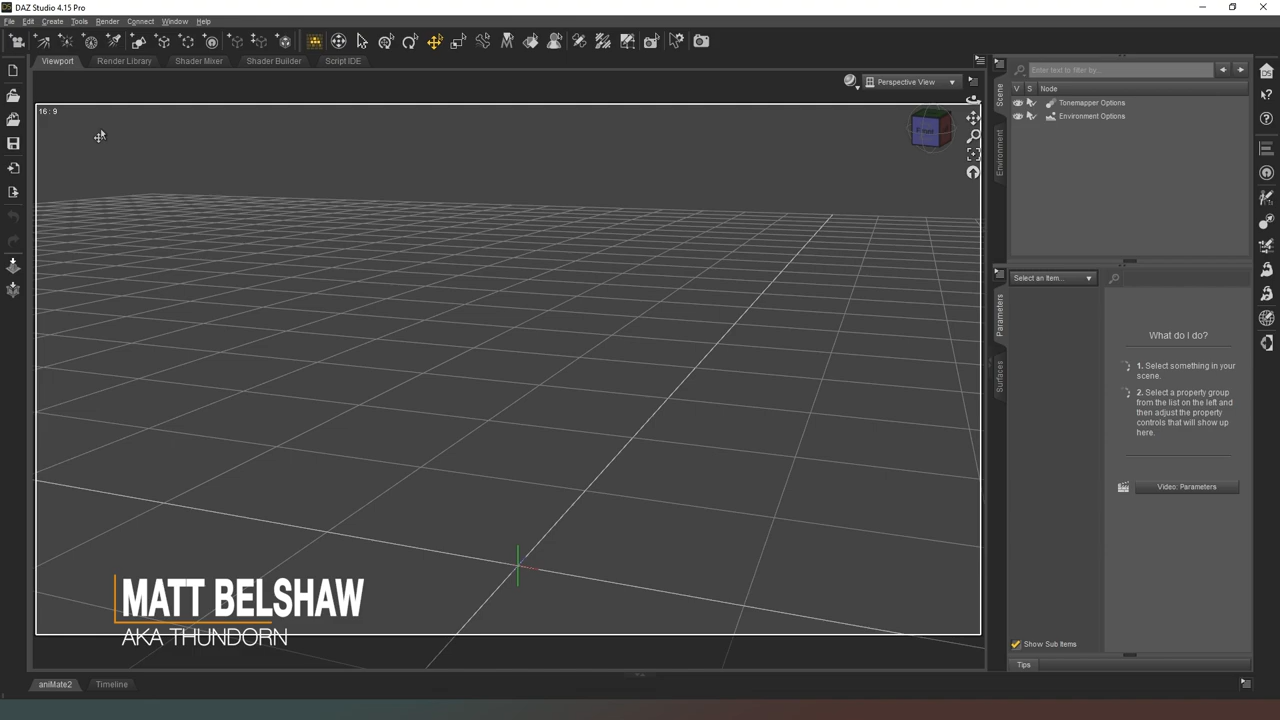 DAZ Studio 4.15 Pro
File Edit Create Tools Render Connect Window Help
Viewport Render Library Shader Mixer Shader Builder Script IDE
Perspective View
16 : 9
Scene
Environment
Enter text to filter by...
V S Node
Tonemapper Options
Environment Options
Parameters
Surfaces
Select an Item...
What do I do?
1. Select something in your
scene.
2. Select a property group
from the list on the left and
then adjust the property
controls that will show up
here.
Video: Parameters
Show Sub Items
Tips
MATT BELSHAW
AKA THUNDORN
aniMate2 Timeline